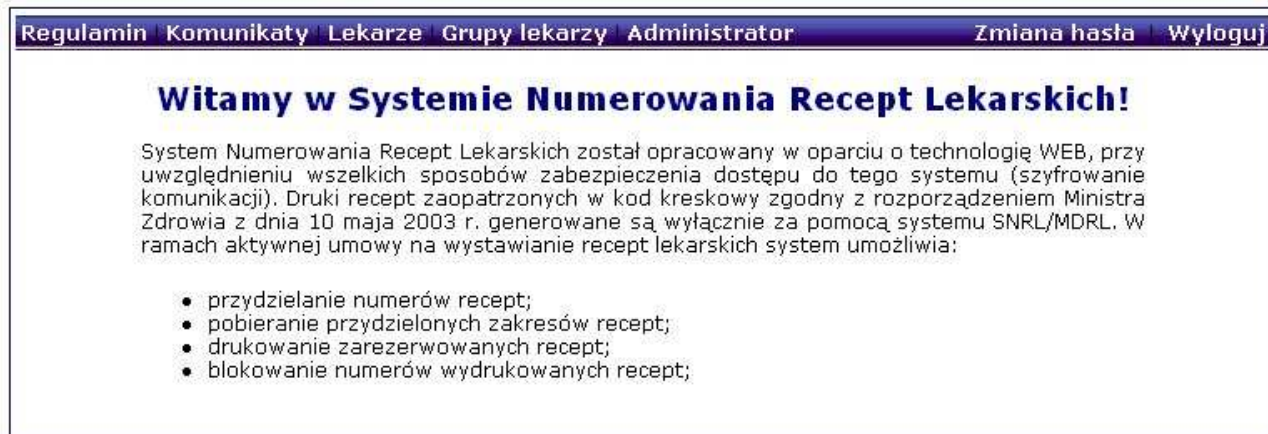 Regulamin Komunikaty Lekarze Grupy lekarzy Administrator Zmiana hasła Wyloguj
Witamy w Systemie Numerowania Recept Lekarskich!
System Numerowania Recept Lekarskich został opracowany w oparciu o technologię WEB, przy
uwzględnieniu wszelkich sposobów zabezpieczenia dostępu do tego systemu (szyfrowanie
komunikacji). Druki recept zaopatrzonych w kod kreskowy zgodny z rozporządzeniem Ministra
Zdrowia z dnia 10 maja 2003 r. generowane są wyłącznie za pomocą systemu SNRL/MDRL. W
ramach aktywnej umowy na wystawianie recept lekarskich system umożliwia:
• przydzielanie numerów recept;
• pobieranie przydzielonych zakresów recept;
• drukowanie zarezerwowanych recept;
• blokowanie numerów wydrukowanych recept;